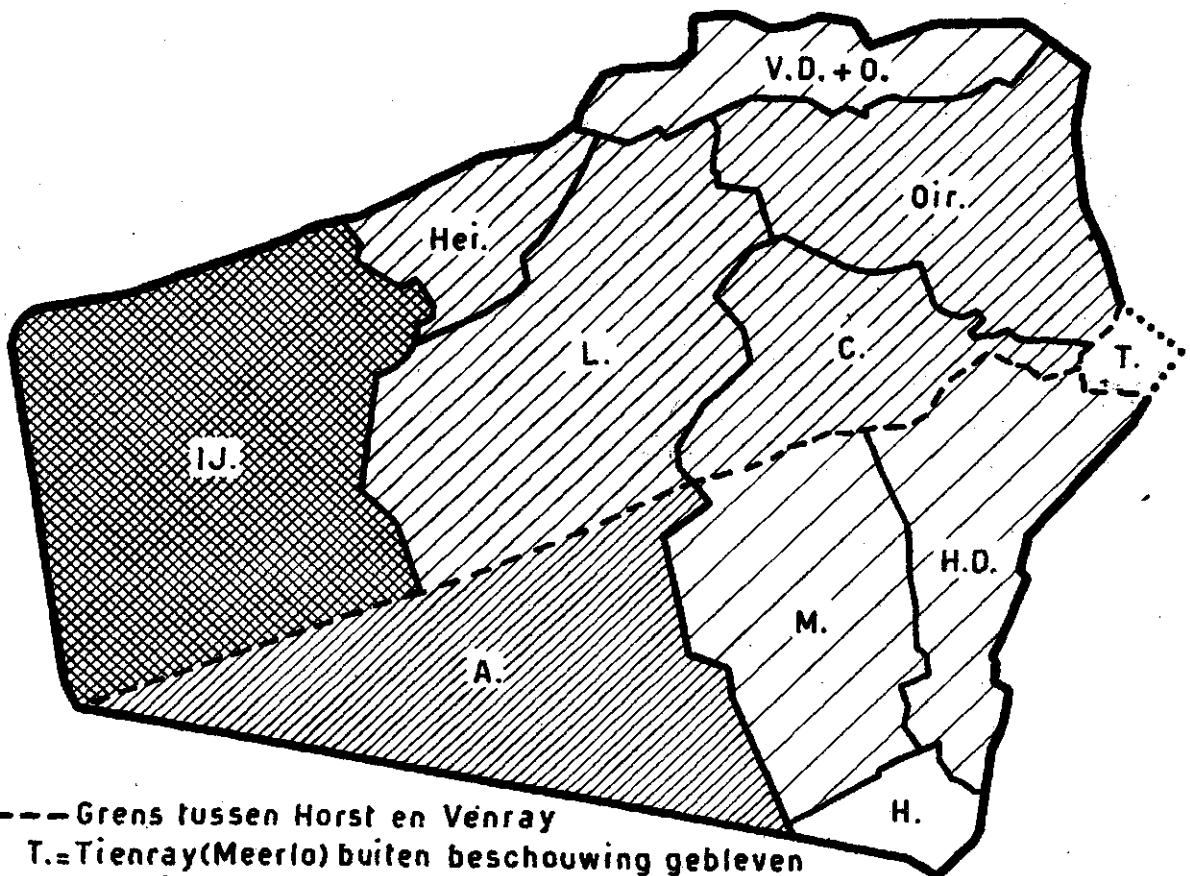 V.D. + O.
Oir.
Hei.
L.
C.
T.
IJ.
H.D.
M.
A.
H.
--- Grens tussen Horst en Venray
T.=Tienray(Meerlo) buiten beschouwing gebleven